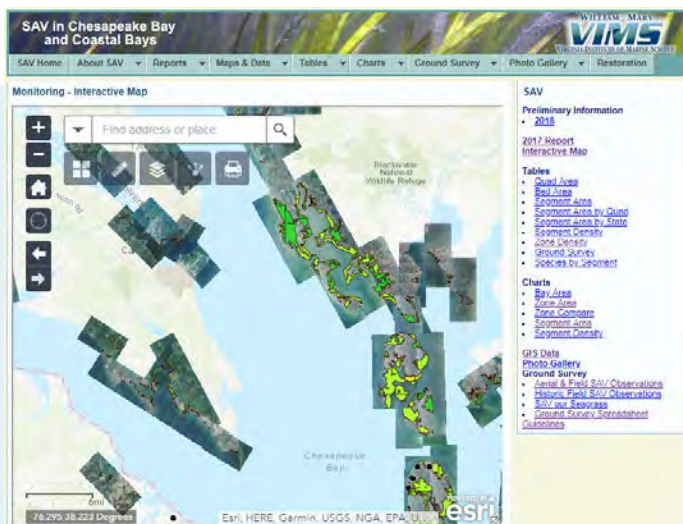 SAV in Chesapeake Bay
and Coastal Bays
WILLIAM & MARY
VIMS
VIRGINIA INSTITUTE OF MARINE SCIENCE
SAV Home
About SAV
Reports
Maps & Data
Tables
Charts
Ground Survey
Photo Gallery
Restoration
Monitoring - Interactive Map
Find address or place
Blackwater
National
Wildlife Refuge
Chesapeake
Bay
6mi
76.295 38.223 Degrees
Esri, HERE, Garmin, USGS, NGA, EPA, U...
POWERED BY
esri
SAV
Preliminary Information
2018
2017 Report
Interactive Map
Tables
Quad Area
Bed Area
Segment Area
Segment Area by Quad
Segment Area by State
Segment Density
Zone Density
Ground Survey
Species by Segment
Charts
Bay Area
Zone Area
Zone Compare
Segment Area
Segment Density
GIS Data
Photo Gallery
Ground Survey
Aerial & Field SAV Observations
Historic Field SAV Observations
SAV our Seagrass
Ground Survey Spreadsheet
Guidelines